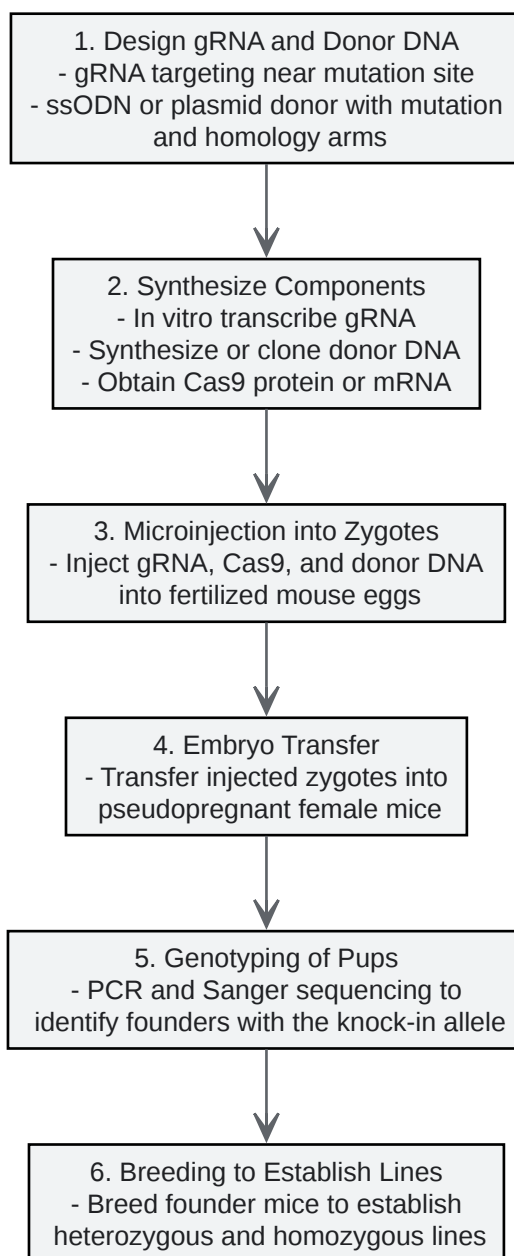 1. Design gRNA and Donor DNA
- gRNA targeting near mutation site
- ssODN or plasmid donor with mutation
and homology arms
2. Synthesize Components
- In vitro transcribe gRNA
- Synthesize or clone donor DNA
- Obtain Cas9 protein or mRNA
3. Microinjection into Zygotes
- Inject gRNA, Cas9, and donor DNA
into fertilized mouse eggs
4. Embryo Transfer
- Transfer injected zygotes into
pseudopregnant female mice
5. Genotyping of Pups
- PCR and Sanger sequencing to
identify founders with the knock-in allele
6. Breeding to Establish Lines
- Breed founder mice to establish
heterozygous and homozygous lines